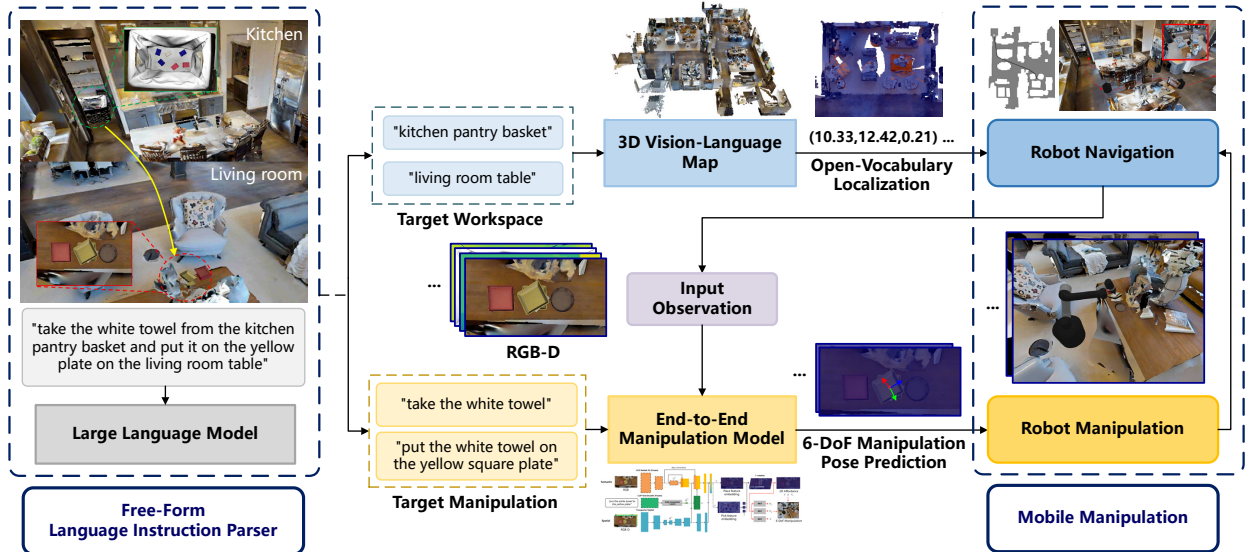 Kitchen
Living room
"take the white towel from the kitchen
pantry basket and put it on the yellow
plate on the living room table"
Large Language Model
Free-Form
Language Instruction Parser
"kitchen pantry basket"
"living room table"
Target Workspace
...
RGB-D
"take the white towel"
"put the white towel on
the yellow square plate"
Target Manipulation
3D Vision-Language
Map
(10.33,12.42,0.21) ...
Open-Vocabulary
Localization
Input
Observation
End-to-End
Manipulation Model
...
6-DoF Manipulation
Pose Prediction
Robot Navigation
...
Robot Manipulation
Mobile Manipulation